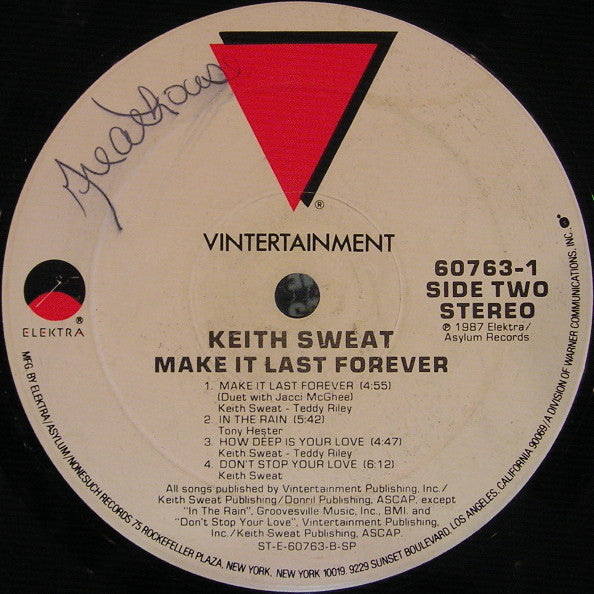 ®
VINTERTAINMENT
60763-1
SIDE TWO
STEREO
℗ 1987 Elektra/
Asylum Records
®
ELEKTRA
KEITH SWEAT
MAKE IT LAST FOREVER
1. MAKE IT LAST FOREVER (4:55)
(Duet with Jacci McGhee)
Keith Sweat - Teddy Riley
2. IN THE RAIN (5:42)
Tony Hester
3. HOW DEEP IS YOUR LOVE (4:47)
Keith Sweat - Teddy Riley
4. DON'T STOP YOUR LOVE (6:12)
Keith Sweat
All songs published by Vintertainment Publishing, Inc./
Keith Sweat Publishing/Donril Publishing, ASCAP, except
"In The Rain", Groovesville Music, Inc., BMI. and
"Don't Stop Your Love", Vintertainment Publishing,
Inc./Keith Sweat Publishing, ASCAP.
ST-E-60763-B-SP
MFG. BY ELEKTRA/ASYLUM/NONESUCH RECORDS, 75 ROCKEFELLER PLAZA, NEW YORK, NEW YORK 10019. 9229 SUNSET BOULEVARD, LOS ANGELES, CALIFORNIA 90069/A DIVISION OF WARNER COMMUNICATIONS, INC.